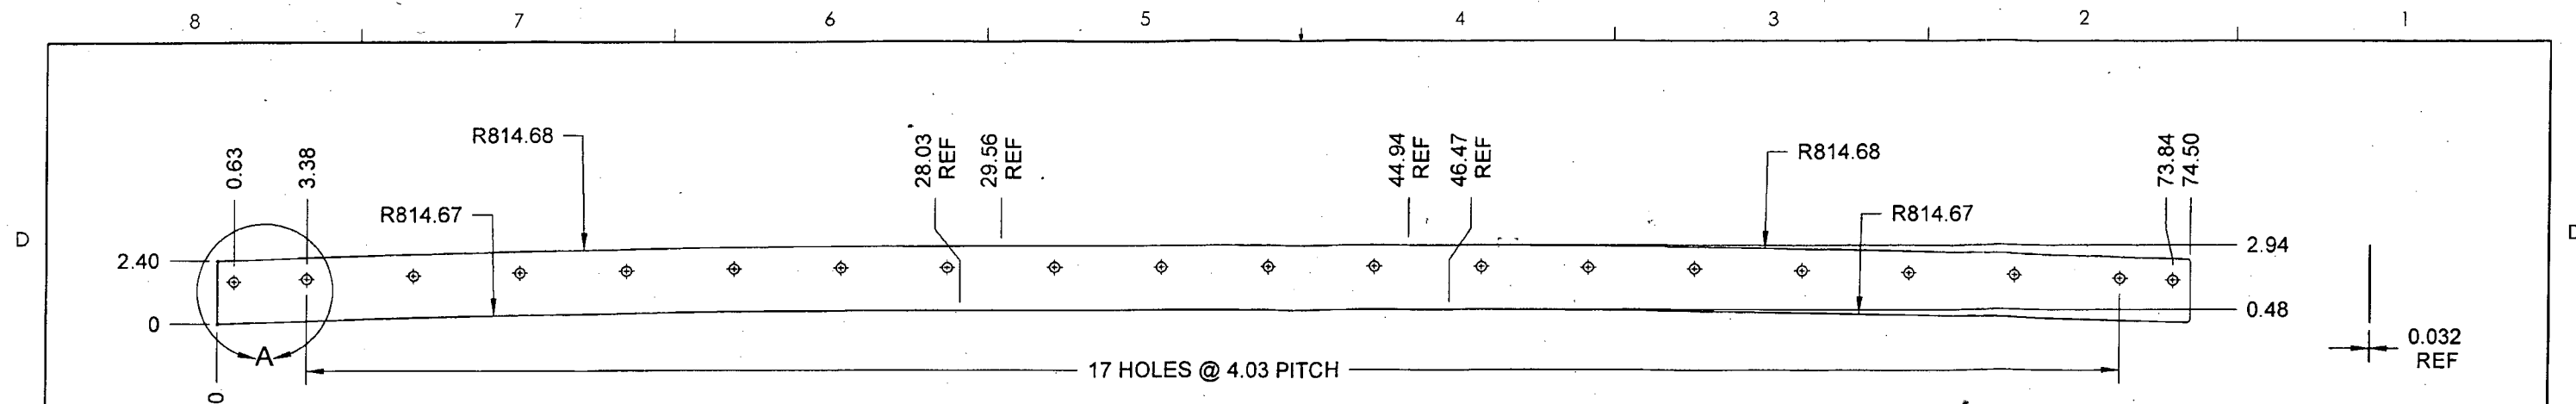 8 7 6 5 4 3 2 1
0.63
3.38
R814.68
28.03
REF
29.56
REF
44.94
REF
46.47
REF
R814.68
73.84
74.50
R814.67
R814.67
D
2.40
2.94
0
0.48
A
17 HOLES @ 4.03 PITCH
0.032
REF
0